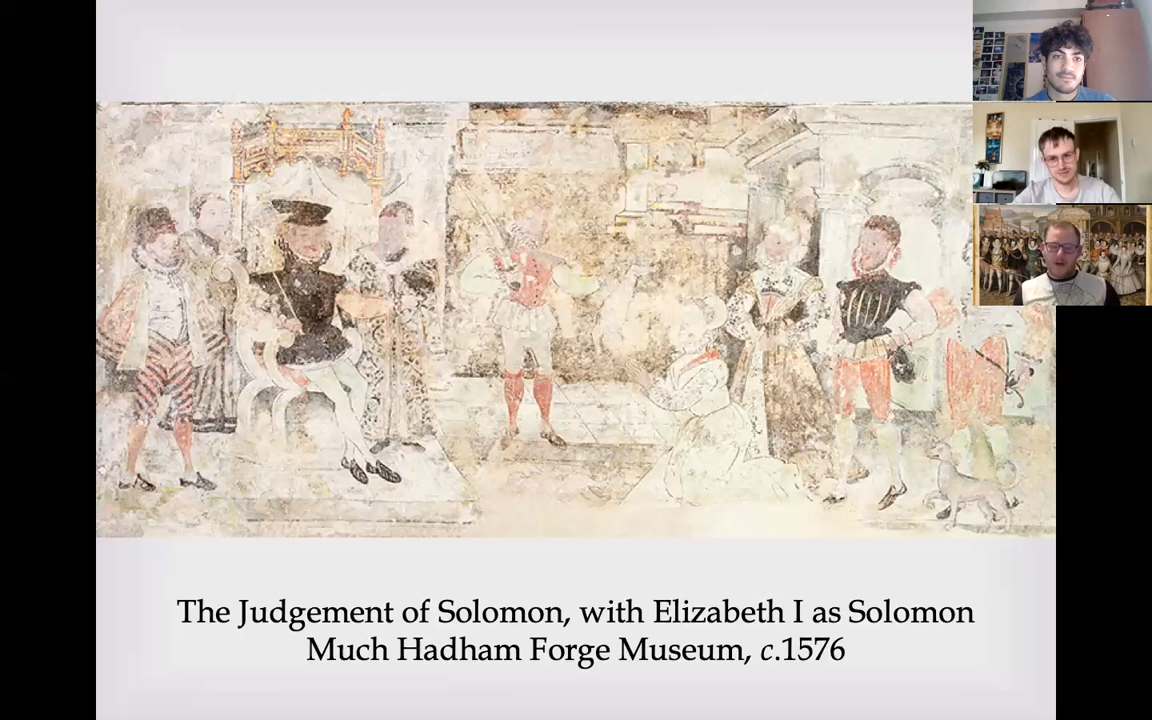 The Judgement of Solomon, with Elizabeth I as Solomon
Much Hadham Forge Museum, c.1576